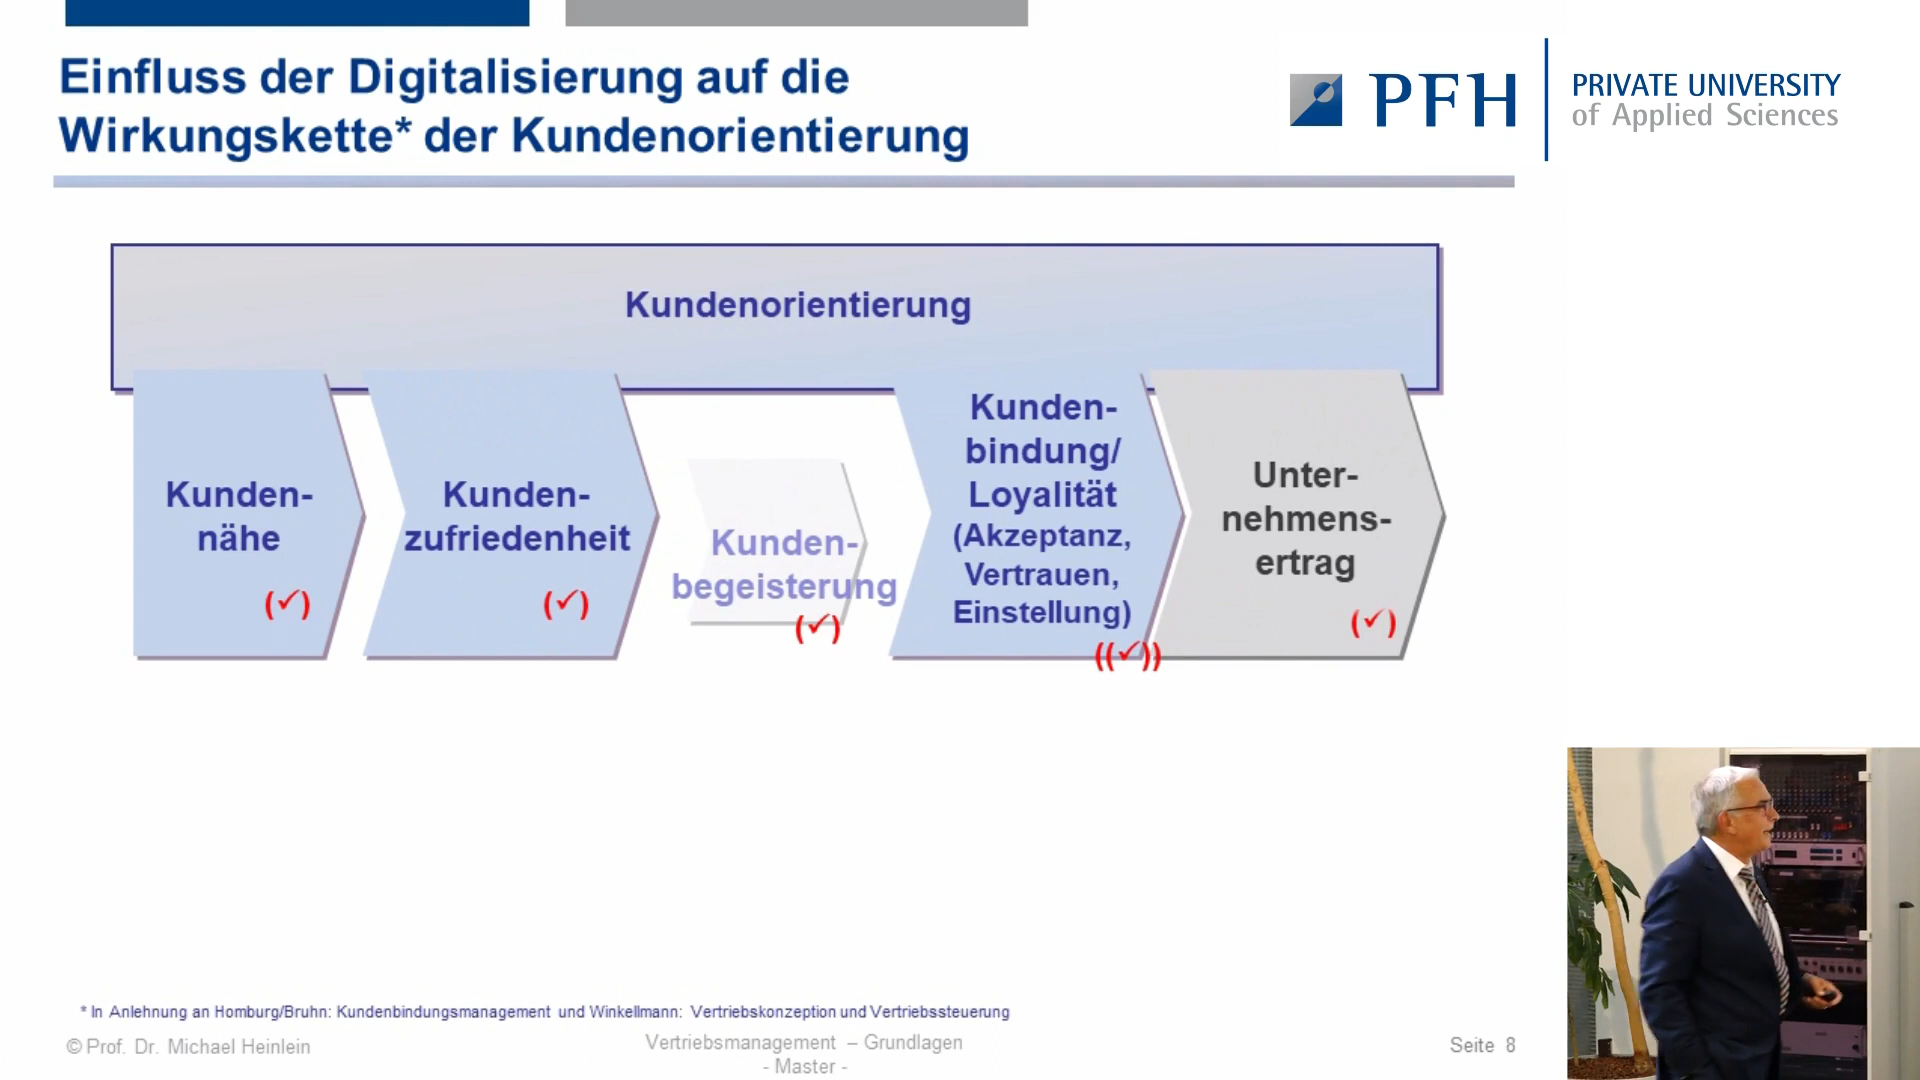 Einfluss der Digitalisierung auf die
Wirkungskette* der Kundenorientierung
PFH
PRIVATE UNIVERSITY
of Applied Sciences
Kundenorientierung
Kunden-
nähe
(✓)
Kunden-
zufriedenheit
(✓)
Kunden-
begeisterung
(✓)
Kunden-
bindung/
Loyalität
(Akzeptanz,
Vertrauen,
Einstellung)
((✓))
Unter-
nehmens-
ertrag
(✓)
* In Anlehnung an Homburg/Bruhn: Kundenbindungsmanagement und Winkellmann: Vertriebskonzeption und Vertriebssteuerung
© Prof. Dr. Michael Heinlein
Vertriebsmanagement – Grundlagen
- Master -
Seite 8